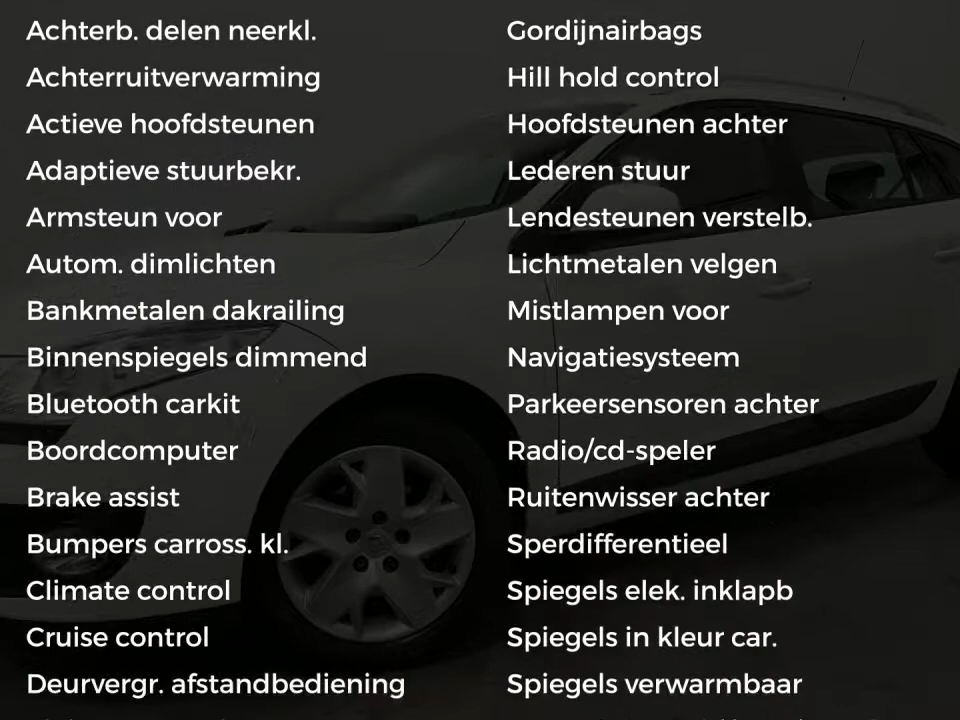 Achterb. delen neerkl.
Achterruitverwarming
Actieve hoofdsteunen
Adaptieve stuurbekr.
Armsteun voor
Autom. dimlichten
Bankmetalen dakrailing
Binnenspiegels dimmend
Bluetooth carkit
Boordcomputer
Brake assist
Bumpers carross. kl.
Climate control
Cruise control
Deurvergr. afstandbediening
Gordijnairbags
Hill hold control
Hoofdsteunen achter
Lederen stuur
Lendesteunen verstelb.
Lichtmetalen velgen
Mistlampen voor
Navigatiesysteem
Parkeersensoren achter
Radio/cd-speler
Ruitenwisser achter
Sperdifferentieel
Spiegels elek. inklapb
Spiegels in kleur car.
Spiegels verwarmbaar